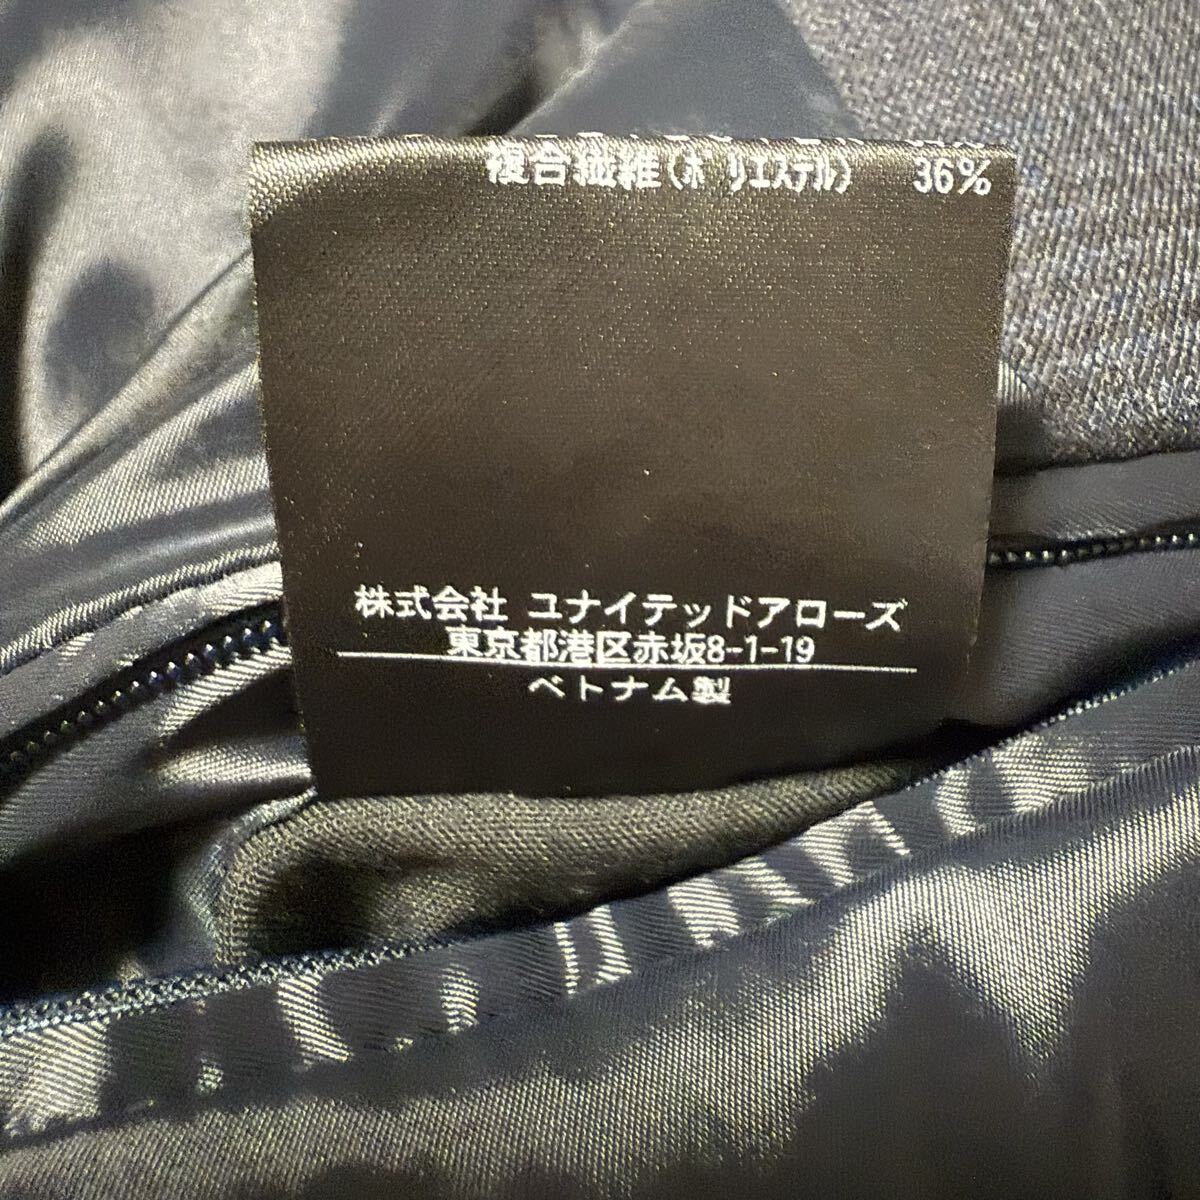 複合繊維(ポリエステル) 36%
株式会社 ユナイテッドアローズ
東京都港区赤坂8-1-19
ベトナム製